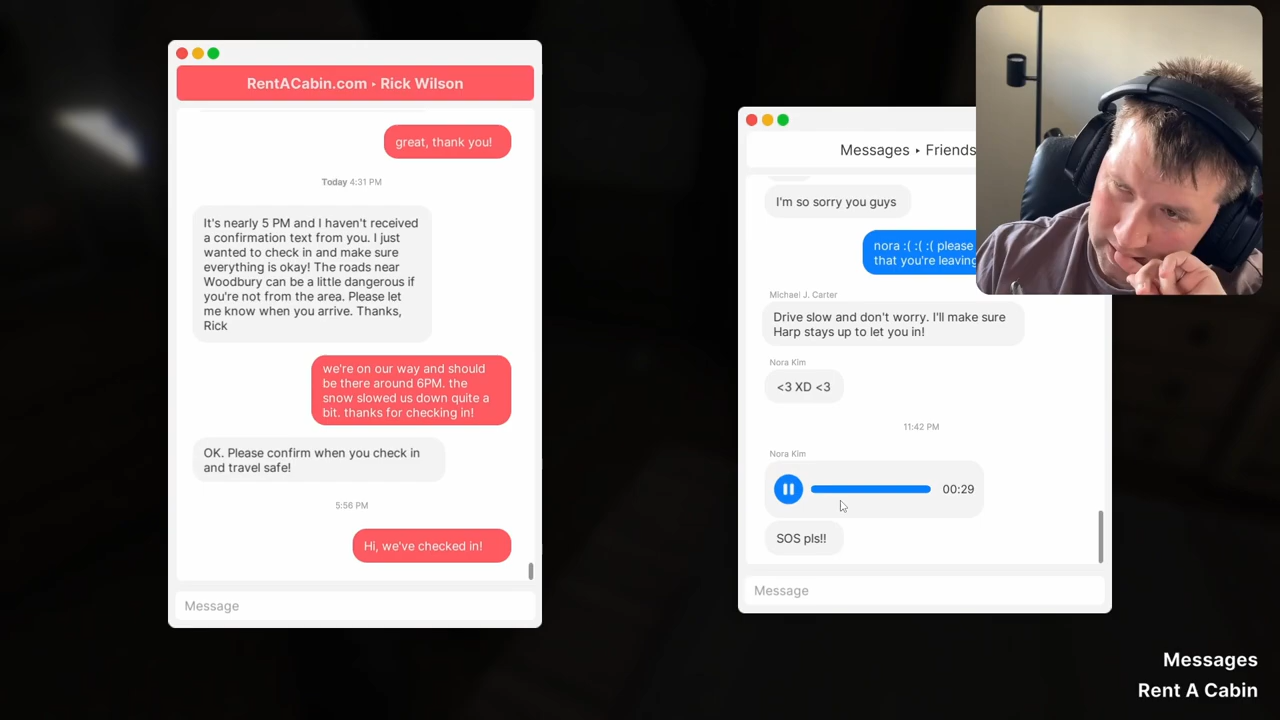 RentACabin.com ▸ Rick Wilson
great, thank you!
Today 4:31 PM
It's nearly 5 PM and I haven't received
a confirmation text from you. I just
wanted to check in and make sure
everything is okay! The roads near
Woodbury can be a little dangerous if
you're not from the area. Please let
me know when you arrive. Thanks,
Rick
we're on our way and should
be there around 6PM. the
snow slowed us down quite a
bit. thanks for checking in!
OK. Please confirm when you check in
and travel safe!
5:56 PM
Hi, we've checked in!
Message
Messages ▸ Friends
I'm so sorry you guys
nora :( :( :( please
that you're leaving
Michael J. Carter
Drive slow and don't worry. I'll make sure
Harp stays up to let you in!
Nora Kim
<3 XD <3
11:42 PM
Nora Kim
00:29
SOS pls!!
Message
Messages
Rent A Cabin